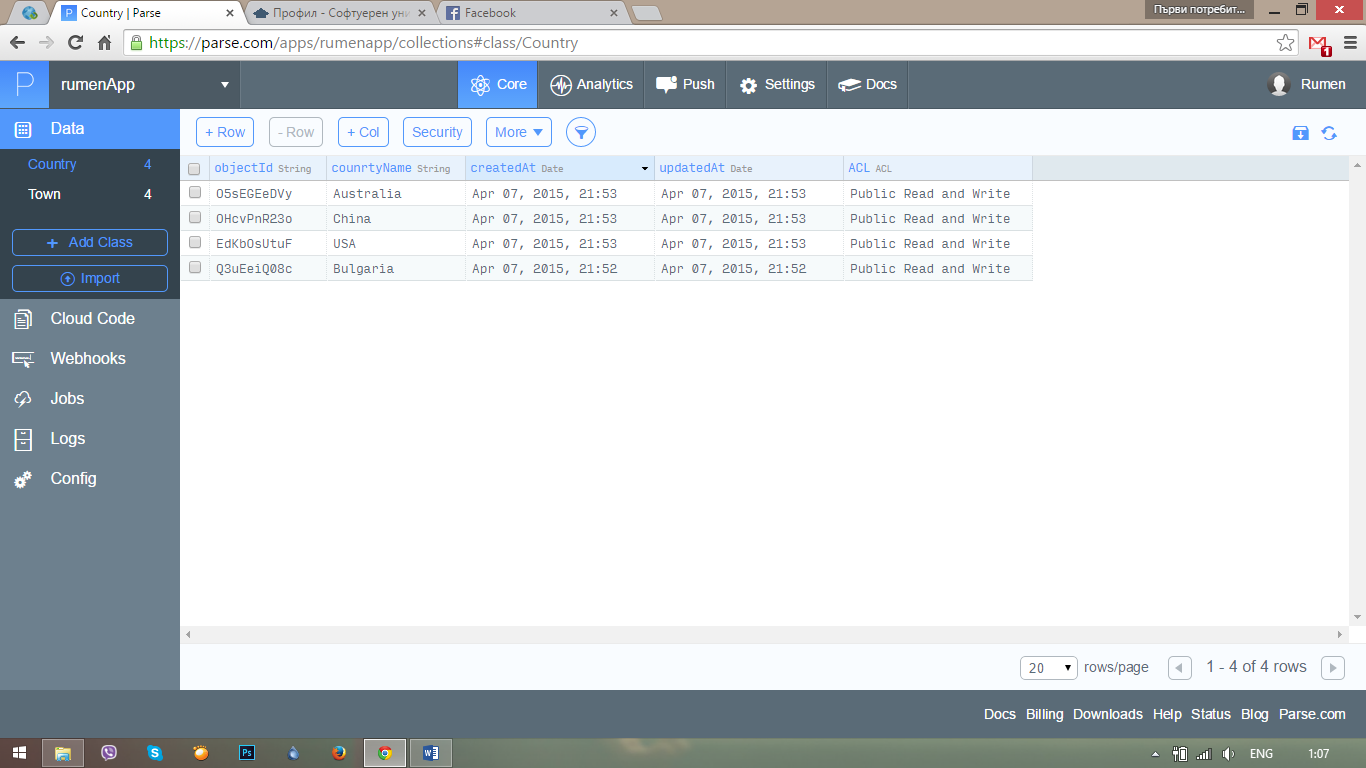 Country | Parse
Профил - Софтуерен уни
Facebook
Първи потребит...
https://parse.com/apps/rumenapp/collections#class/Country
1
P
rumenApp
Core
Analytics
Push
Settings
Docs
Rumen
Data
Country 4
Town 4
+ Add Class
Import
Cloud Code
Webhooks
Jobs
Logs
Config
+ Row
- Row
+ Col
Security
More
objectId String counrtyName String createdAt Date updatedAt Date ACL ACL
O5sEGEeDVy Australia Apr 07, 2015, 21:53 Apr 07, 2015, 21:53 Public Read and Write
OHcvPnR23o China Apr 07, 2015, 21:53 Apr 07, 2015, 21:53 Public Read and Write
EdKbOsUtuF USA Apr 07, 2015, 21:53 Apr 07, 2015, 21:53 Public Read and Write
Q3uEeiQ08c Bulgaria Apr 07, 2015, 21:52 Apr 07, 2015, 21:52 Public Read and Write
20 rows/page 1 - 4 of 4 rows
Docs Billing Downloads Help Status Blog Parse.com
ENG
1:07